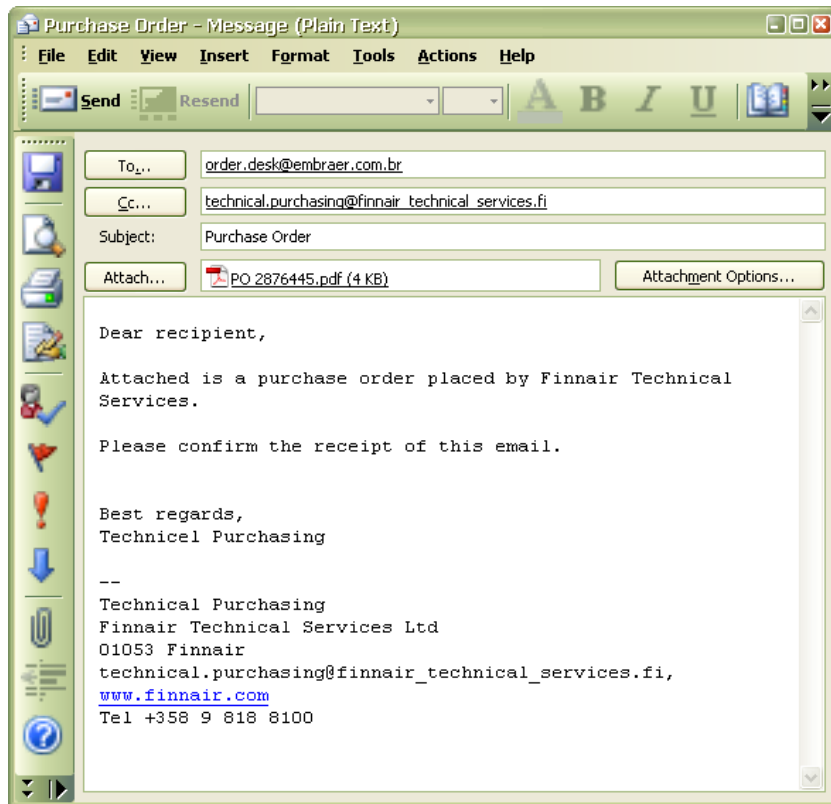 Purchase Order - Message (Plain Text)
File Edit View Insert Format Tools Actions Help
Send Resend A B I U
To... order.desk@embraer.com.br
Cc... technical.purchasing@finnair_technical_services.fi
Subject: Purchase Order
Attach... PO 2876445.pdf (4 KB) Attachment Options...
Dear recipient,
Attached is a purchase order placed by Finnair Technical
Services.
Please confirm the receipt of this email.
Best regards,
Technicel Purchasing
--
Technical Purchasing
Finnair Technical Services Ltd
01053 Finnair
technical.purchasing@finnair_technical_services.fi,
www.finnair.com
Tel +358 9 818 8100